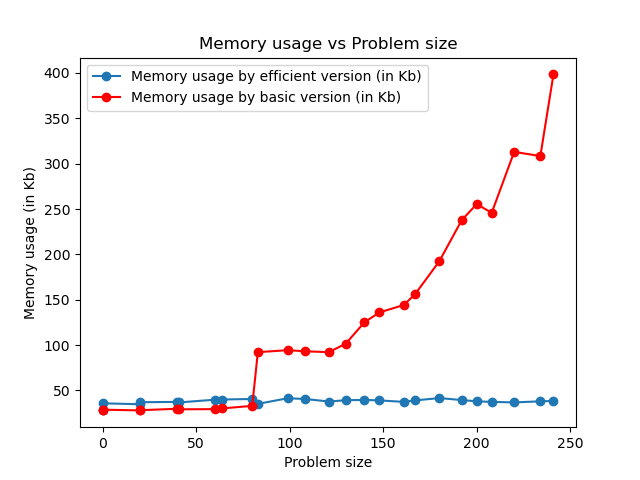 Memory usage vs Problem size
Memory usage by efficient version (in Kb)
Memory usage by basic version (in Kb)
Memory usage (in Kb)
400
350
300
250
200
150
100
50
0
50
100
150
200
250
Problem size